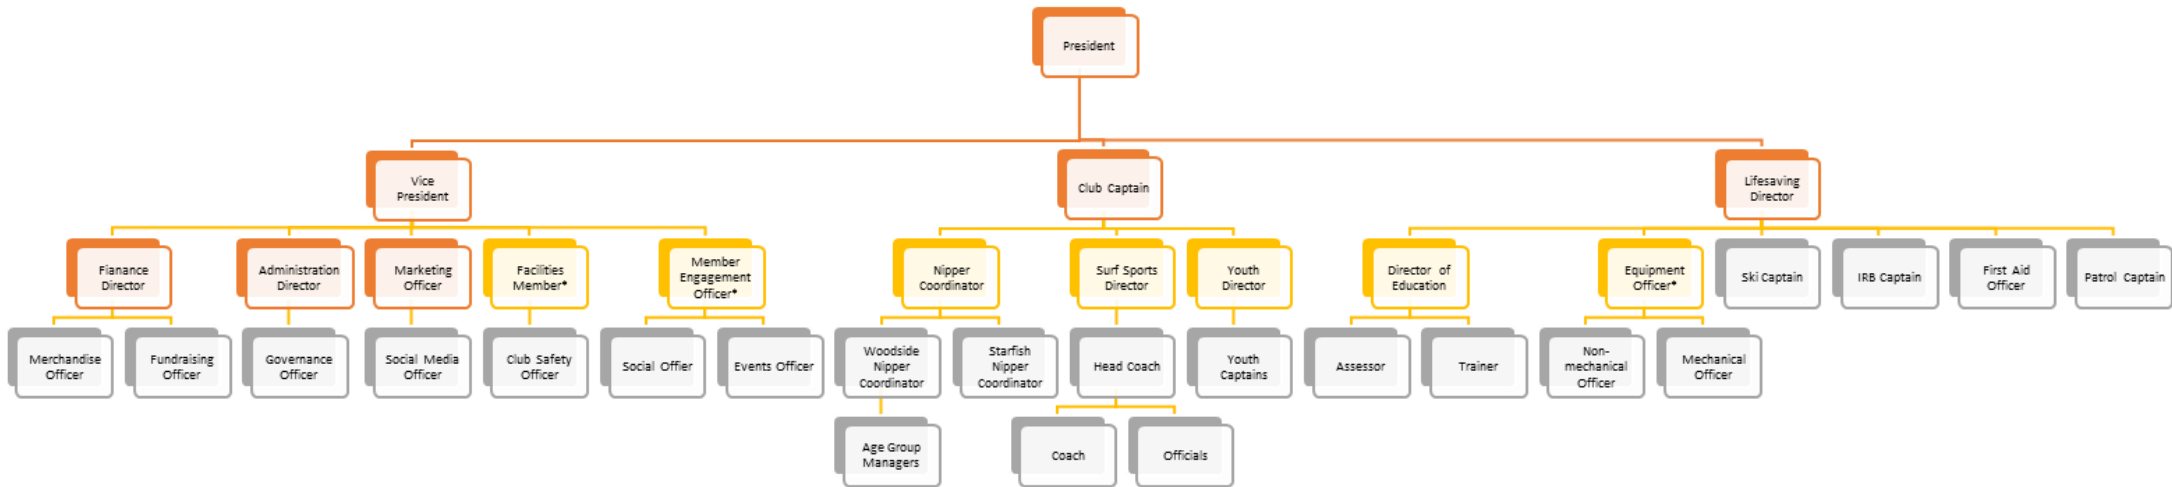 President
Vice
President
Club Captain
Lifesaving
Director
Fianance
Director
Administration
Director
Marketing
Officer
Facilities
Member*
Member
Engagement
Officer*
Nipper
Coordinator
Surf Sports
Director
Youth
Director
Director of
Education
Equipment
Officer*
Ski Captain
IRB Captain
First Aid
Officer
Patrol Captain
Merchandise
Officer
Fundraising
Officer
Governance
Officer
Social Media
Officer
Club Safety
Officer
Social Offier
Events Officer
Woodside
Nipper
Coordinator
Starfish
Nipper
Coordinator
Head Coach
Youth
Captains
Assessor
Trainer
Non-
mechanical
Officer
Mechanical
Officer
Age Group
Managers
Coach
Officials